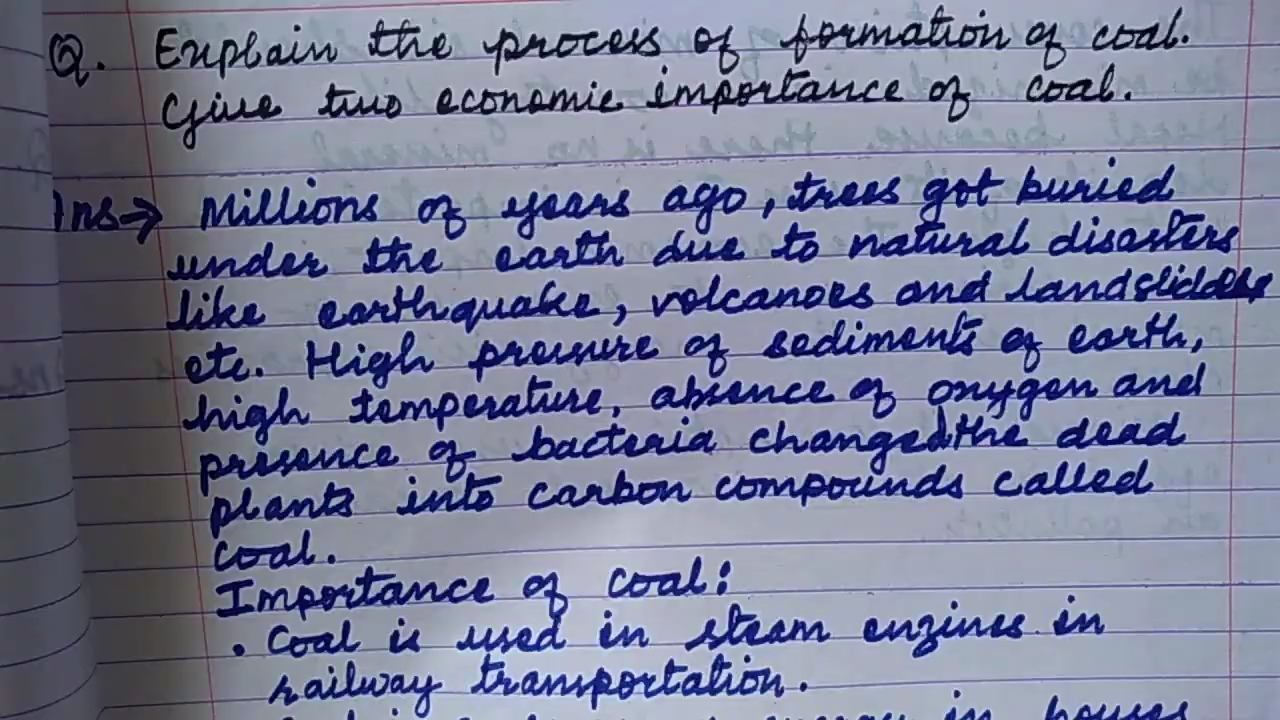 Q. Explain the process of formation of coal.
Give two economic importance of coal.
Ans→ Millions of years ago, trees got buried
under the earth due to natural disasters
like earthquake, volcanoes and landslides
etc. High pressure of sediments of earth,
high temperature, absence of oxygen and
presence of bacteria changed the dead
plants into carbon compounds called
coal.
Importance of coal:
• Coal is used in steam engines in
railway transportation.
energy in houses